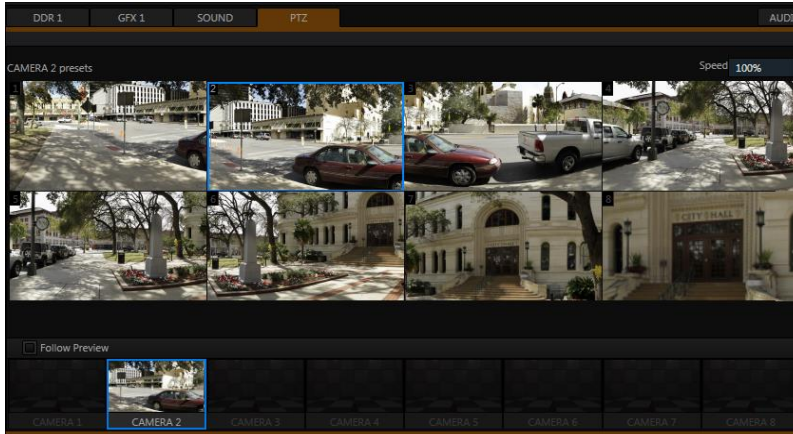 DDR 1 GFX 1 SOUND PTZ AUDI
CAMERA 2 presets Speed 100%
1 2 3 4
5 6 7 8
CITY HALL
Follow Preview
CAMERA 1 CAMERA 2 CAMERA 3 CAMERA 4 CAMERA 5 CAMERA 6 CAMERA 7 CAMERA 8